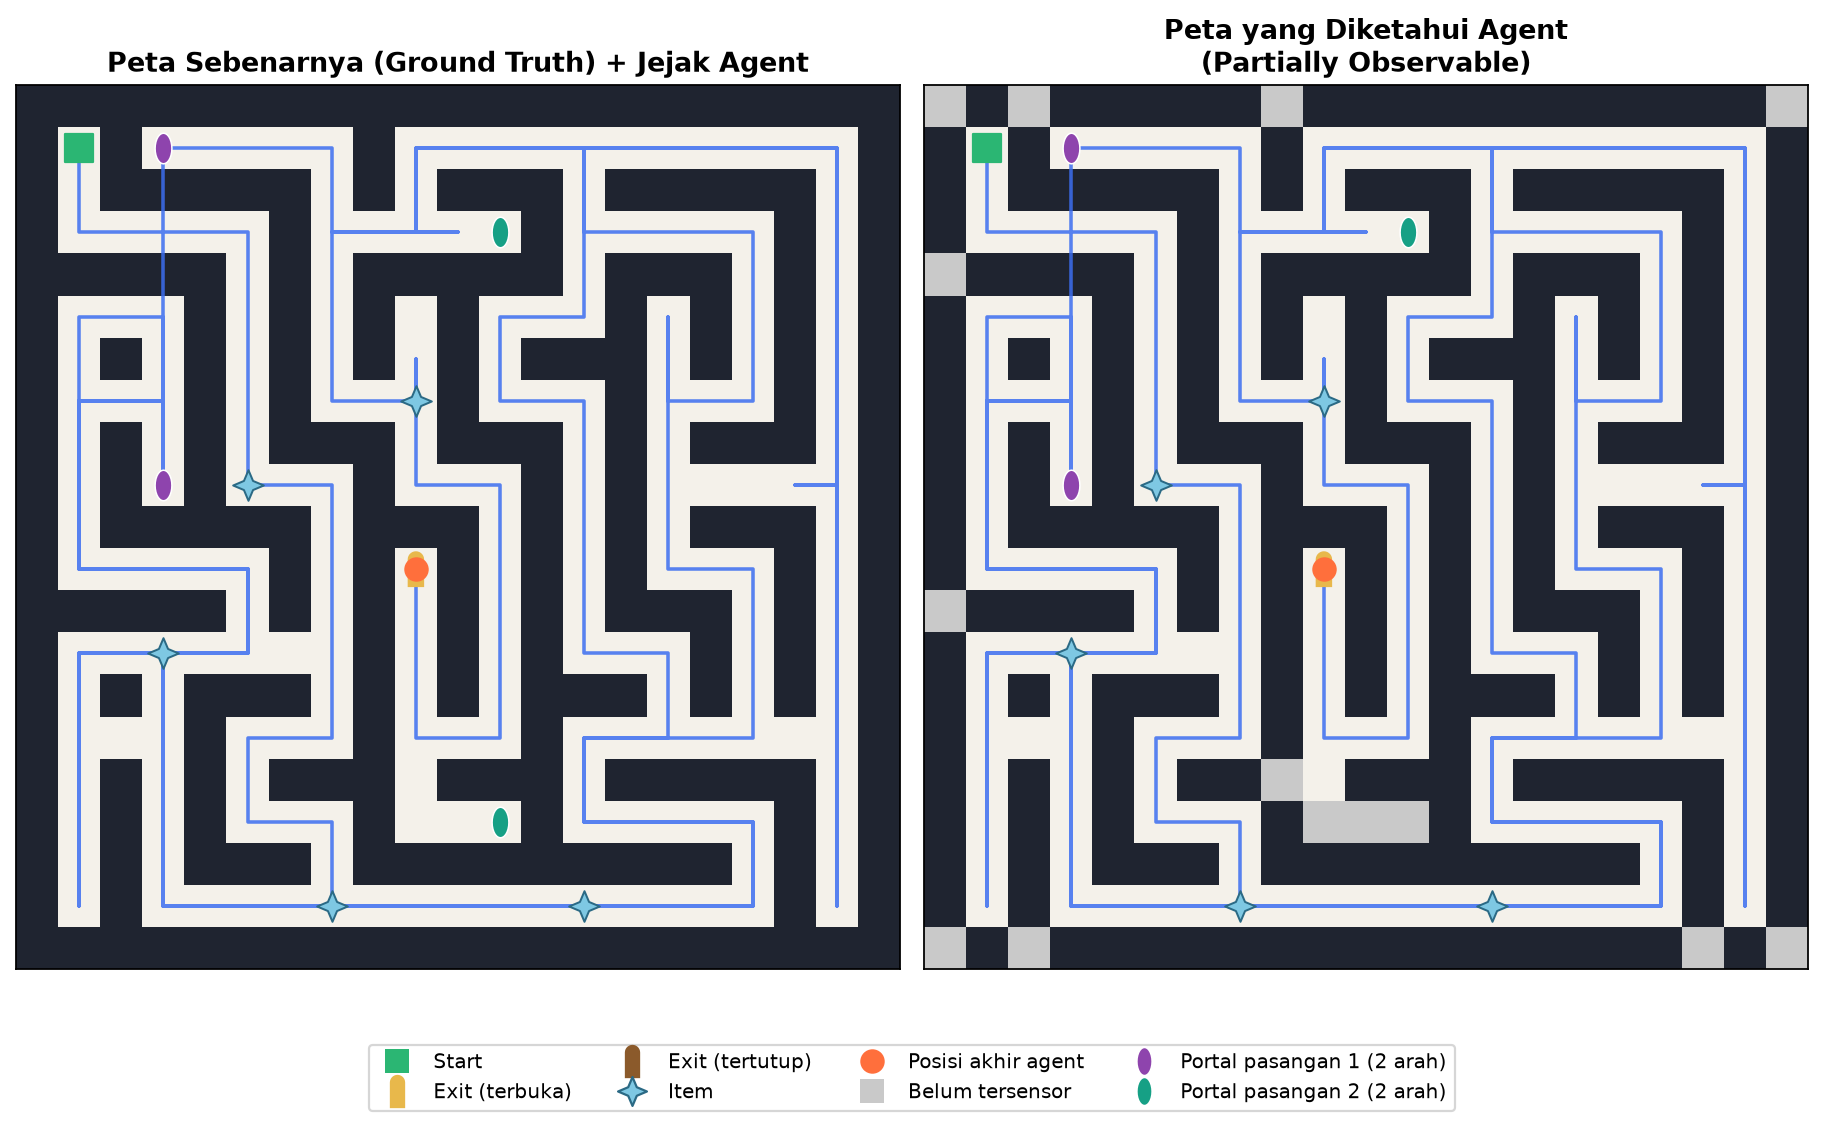 Peta Sebenarnya (Ground Truth) + Jejak Agent
Peta yang Diketahui Agent
(Partially Observable)
Start
Exit (terbuka)
Exit (tertutup)
Item
Posisi akhir agent
Belum tersensor
Portal pasangan 1 (2 arah)
Portal pasangan 2 (2 arah)